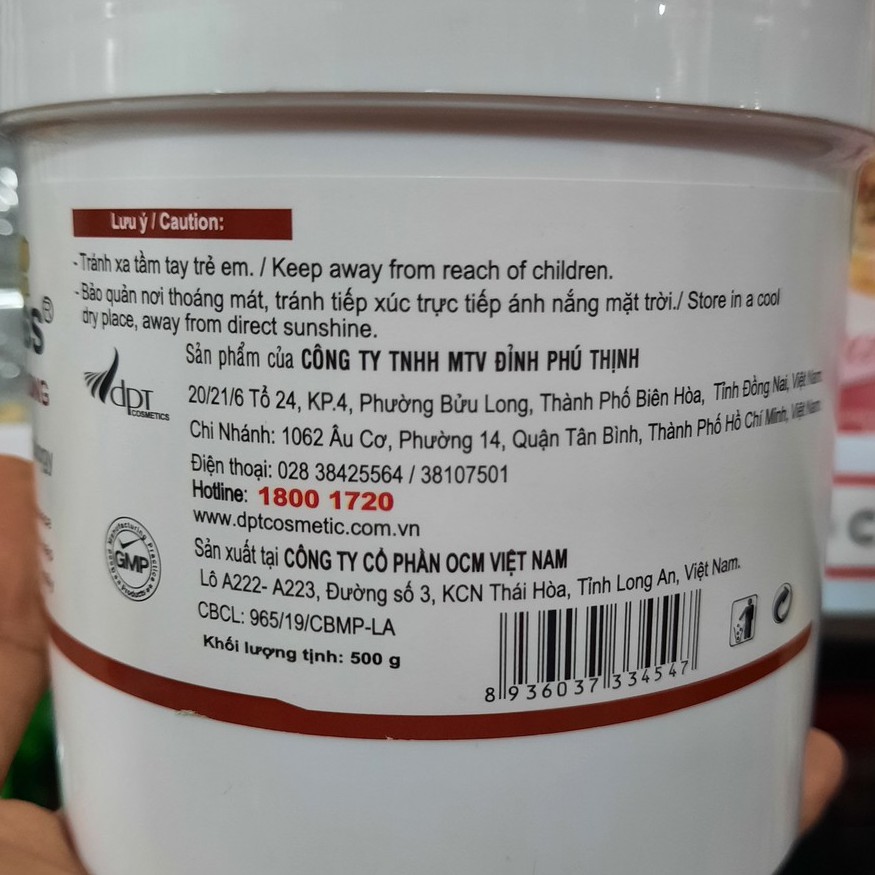 Lưu ý / Caution:
- Tránh xa tầm tay trẻ em. / Keep away from reach of children.
- Bảo quản nơi thoáng mát, tránh tiếp xúc trực tiếp ánh nắng mặt trời./ Store in a cool
dry place, away from direct sunshine.
Sản phẩm của CÔNG TY TNHH MTV ĐỈNH PHÚ THỊNH
dpt
COSMETICS
20/21/6 Tổ 24, KP.4, Phường Bửu Long, Thành Phố Biên Hòa, Tỉnh Đồng Nai, Việt Nam
Chi Nhánh: 1062 Âu Cơ, Phường 14, Quận Tân Bình, Thành Phố Hồ Chí Minh, Việt Nam
Điện thoại: 028 38425564 / 38107501
Hotline: 1800 1720
www.dptcosmetic.com.vn
Good Manufacturing Practice
GMP
Products
Sản xuất tại CÔNG TY CỔ PHẦN OCM VIỆT NAM
Lô A222- A223, Đường số 3, KCN Thái Hòa, Tỉnh Long An, Việt Nam.
CBCL: 965/19/CBMP-LA
Khối lượng tịnh: 500 g
8 936037 334547